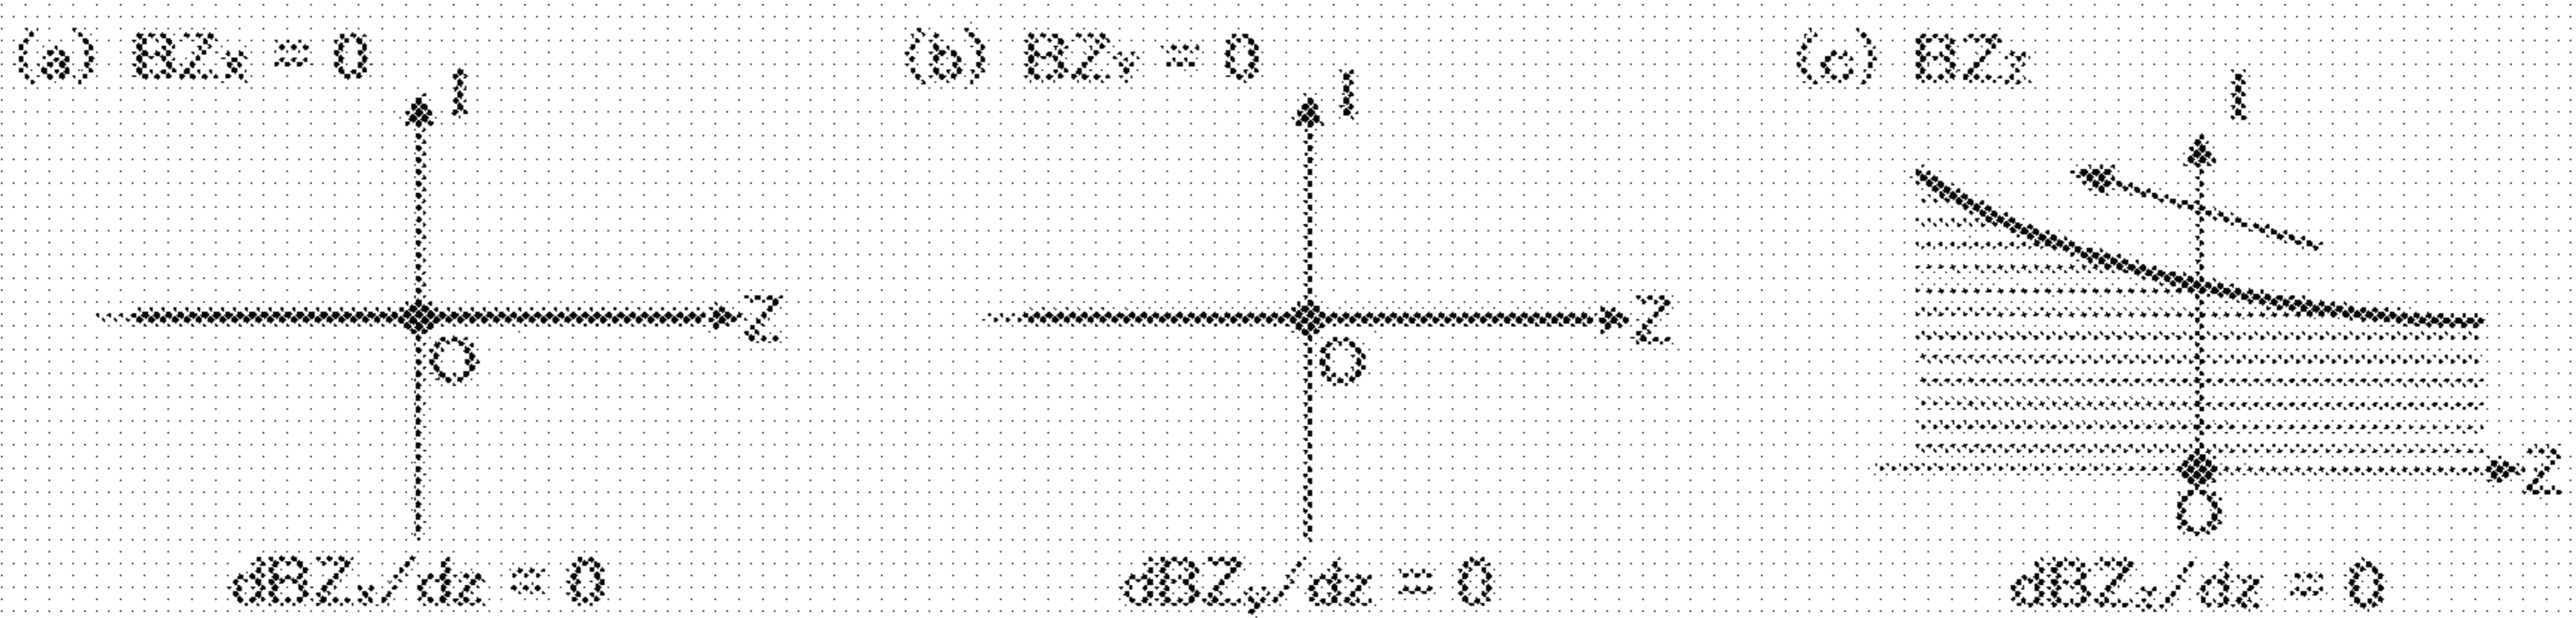 (a) BZx = 0
(b) BZY = 0
(c) BZZ
I
I
I
Z
Z
O
O
Z
O
dBZx/dz = 0
dBZy/dz = 0
dBZz/dz = 0